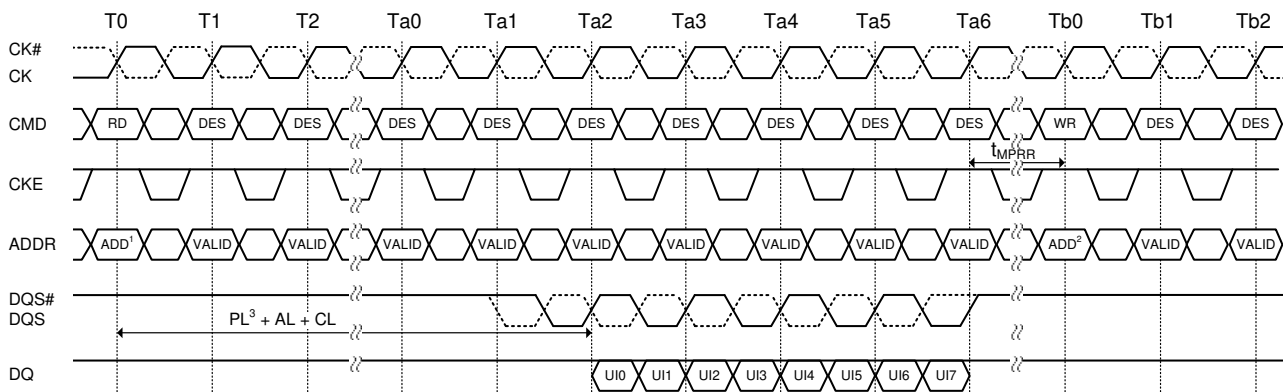 T0 T1 T2 Ta0 Ta1 Ta2 Ta3 Ta4 Ta5 Ta6 Tb0 Tb1 Tb2
CK#
CK
CMD RD DES DES DES DES DES DES DES DES DES WR DES DES
tMPRR
CKE
ADDR ADD¹ VALID VALID VALID VALID VALID VALID VALID VALID VALID ADD² VALID VALID
DQS#
DQS
PL³ + AL + CL
DQ UI0 UI1 UI2 UI3 UI4 UI5 UI6 UI7